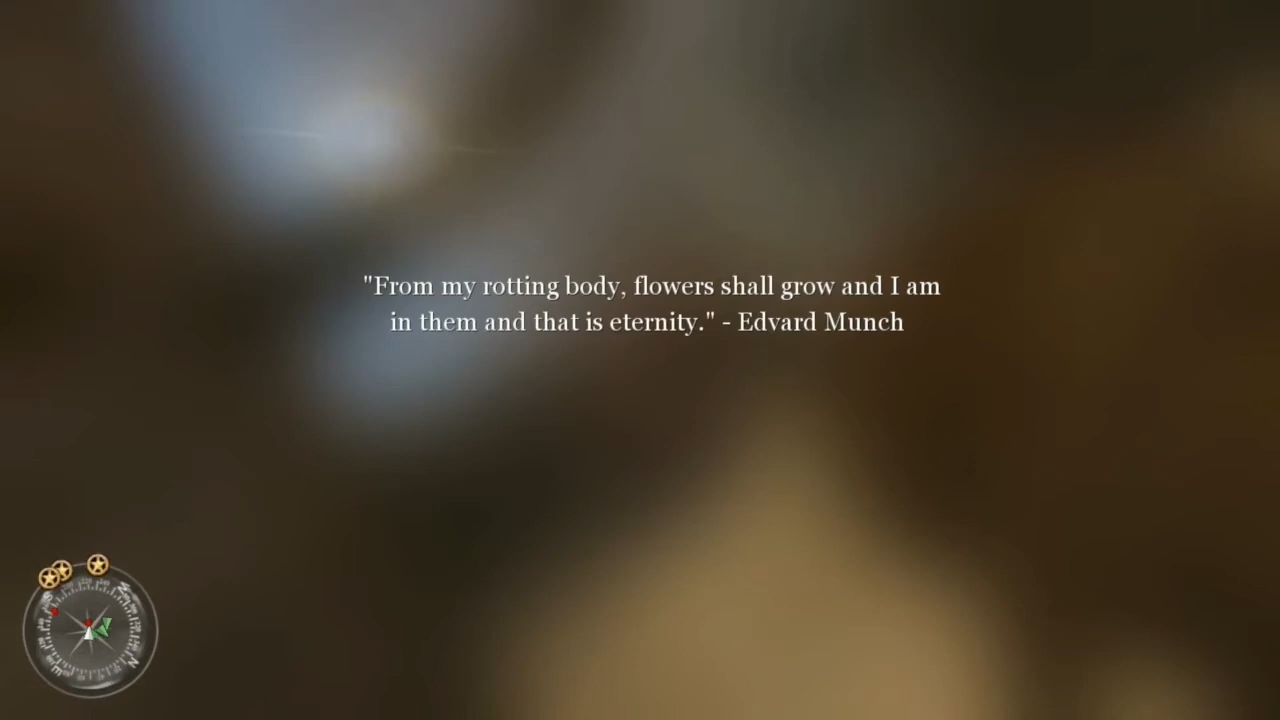 "From my rotting body, flowers shall grow and I am
in them and that is eternity." - Edvard Munch
N